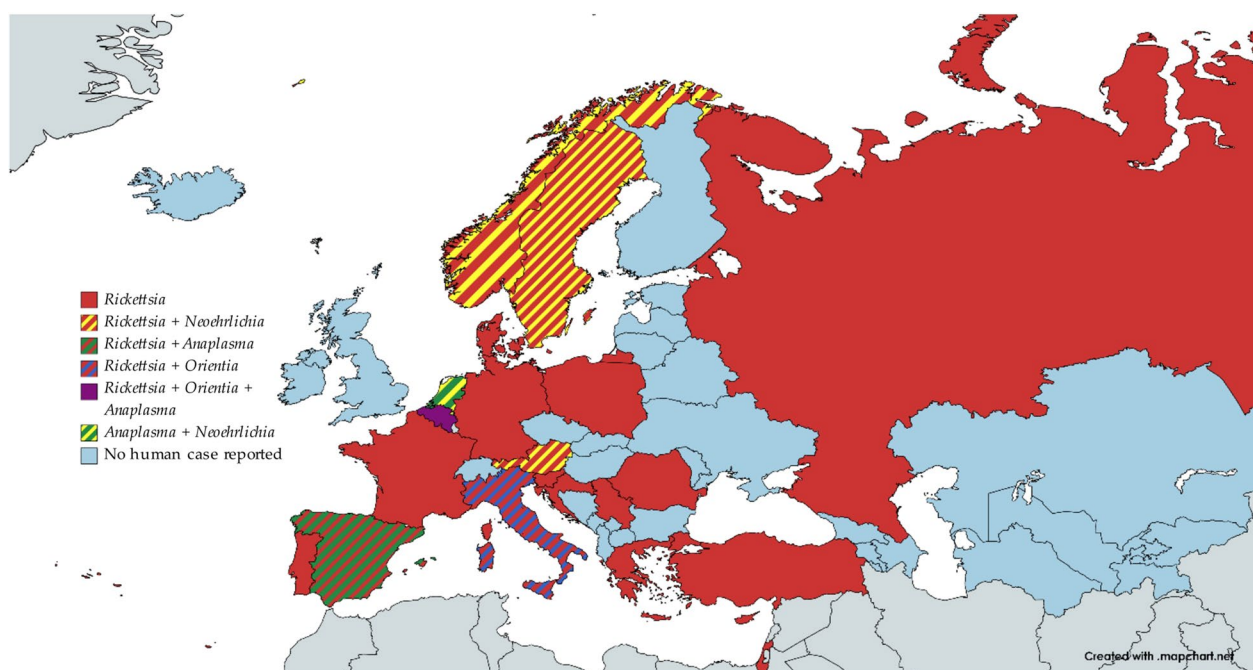 Rickettsia
Rickettsia + Neoehrlichia
Rickettsia + Anaplasma
Rickettsia + Orientia
Rickettsia + Orientia +
Anaplasma
Anaplasma + Neoehrlichia
No human case reported
Created with .mapchart.net